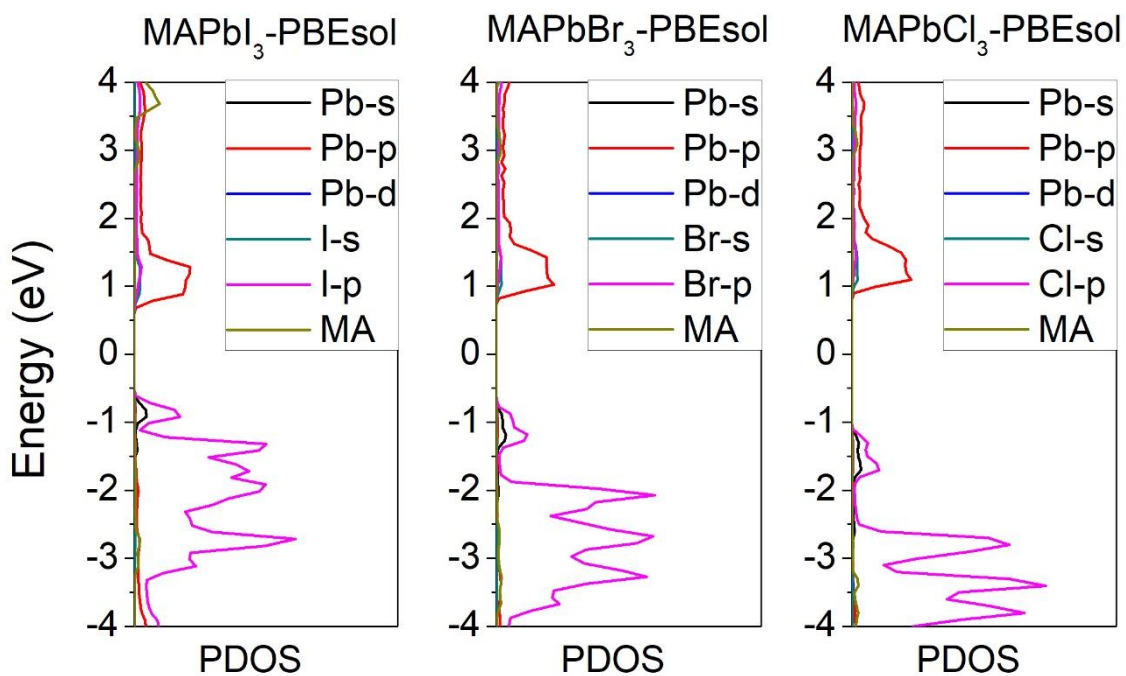 MAPbI₃-PBEsol
MAPbBr₃-PBEsol
MAPbCl₃-PBEsol
Energy (eV)
4
3
2
1
0
-1
-2
-3
-4
Pb-s
Pb-p
Pb-d
I-s
I-p
MA
PDOS
4
3
2
1
0
-1
-2
-3
-4
Pb-s
Pb-p
Pb-d
Br-s
Br-p
MA
PDOS
4
3
2
1
0
-1
-2
-3
-4
Pb-s
Pb-p
Pb-d
Cl-s
Cl-p
MA
PDOS